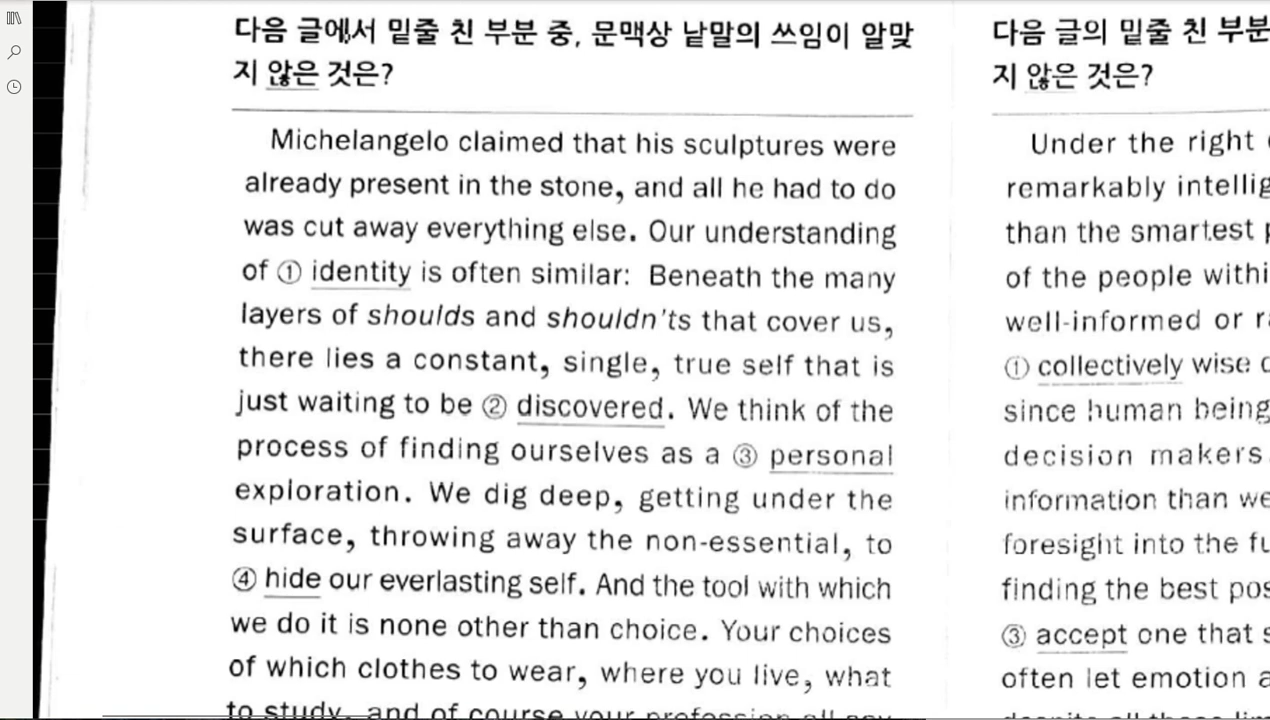 다음 글에서 밑줄 친 부분 중, 문맥상 낱말의 쓰임이 알맞
지 않은 것은?
Michelangelo claimed that his sculptures were
already present in the stone, and all he had to do
was cut away everything else. Our understanding
of ① identity is often similar: Beneath the many
layers of shoulds and shouldn'ts that cover us,
there lies a constant, single, true self that is
just waiting to be ② discovered. We think of the
process of finding ourselves as a ③ personal
exploration. We dig deep, getting under the
surface, throwing away the non-essential, to
④ hide our everlasting self. And the tool with which
we do it is none other than choice. Your choices
of which clothes to wear, where you live, what
to study, and of course your profession all
다음 글의 밑줄 친 부분
지 않은 것은?
Under the right
remarkably
than the smartest
of the people
well-informed or
① collectively wise
since human
decision makers
information than
foresight into the
finding the best
③ accept one that
often let emotion